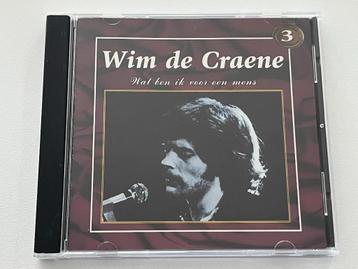 3
Wim de Craene
Wat ben ik voor een mens